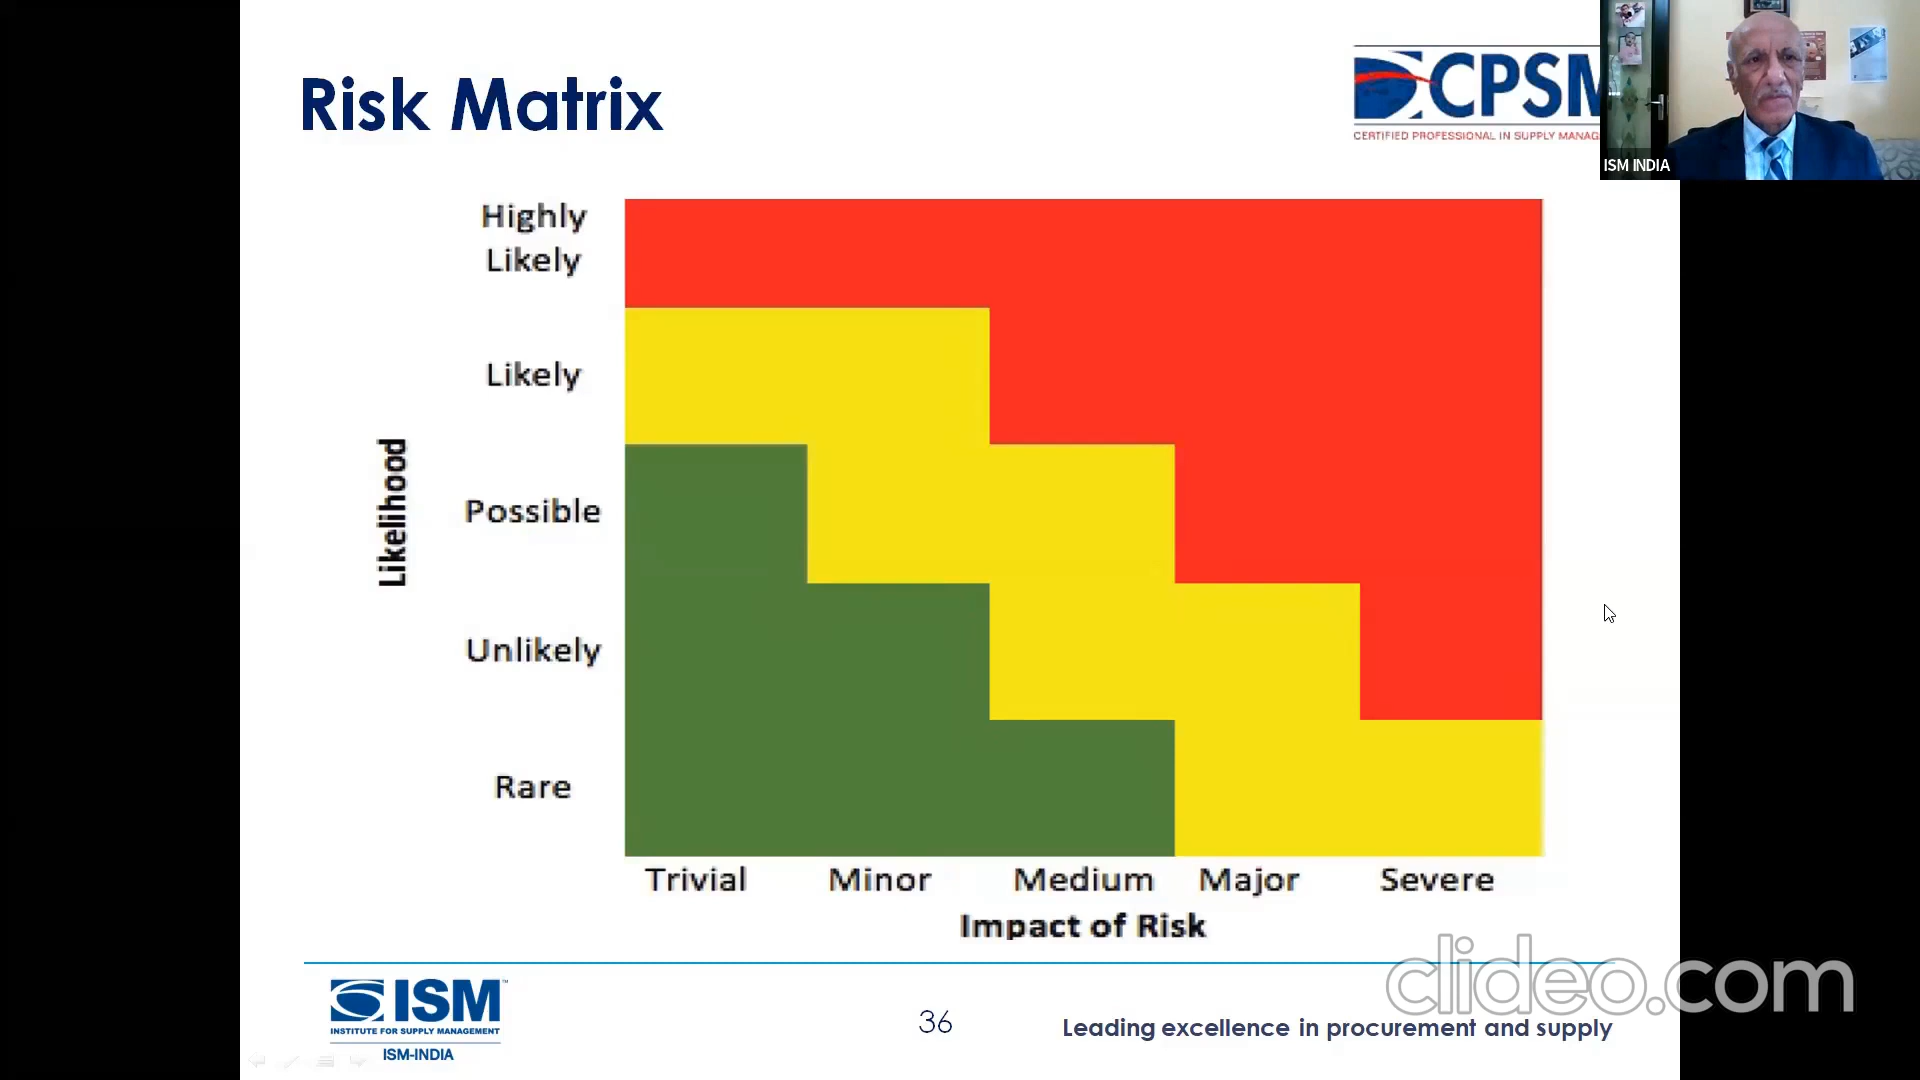 Risk Matrix
CPSM
CERTIFIED PROFESSIONAL IN SUPPLY MANAG
ISM INDIA
Highly
Likely
Likely
Possible
Unlikely
Rare
Likelihood
Trivial Minor Medium Major Severe
Impact of Risk
clideo.com
ISM™
INSTITUTE FOR SUPPLY MANAGEMENT
ISM-INDIA
36
Leading excellence in procurement and supply